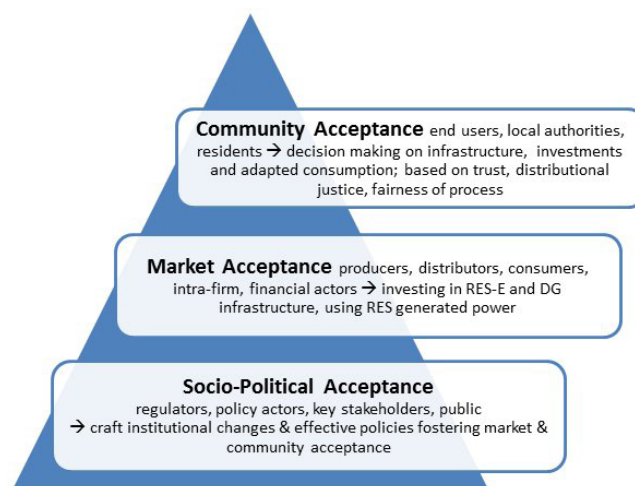 Community Acceptance end users, local authorities,
residents → decision making on infrastructure, investments
and adapted consumption; based on trust, distributional
justice, fairness of process
Market Acceptance producers, distributors, consumers,
intra-firm, financial actors → investing in RES-E and DG
infrastructure, using RES generated power
Socio-Political Acceptance
regulators, policy actors, key stakeholders, public
→ craft institutional changes & effective policies fostering market &
community acceptance